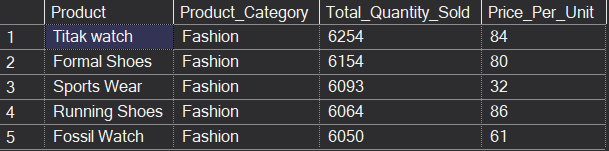 Product Product_Category Total_Quantity_Sold Price_Per_Unit
1 Titak watch Fashion 6254 84
2 Formal Shoes Fashion 6154 80
3 Sports Wear Fashion 6093 32
4 Running Shoes Fashion 6064 86
5 Fossil Watch Fashion 6050 61